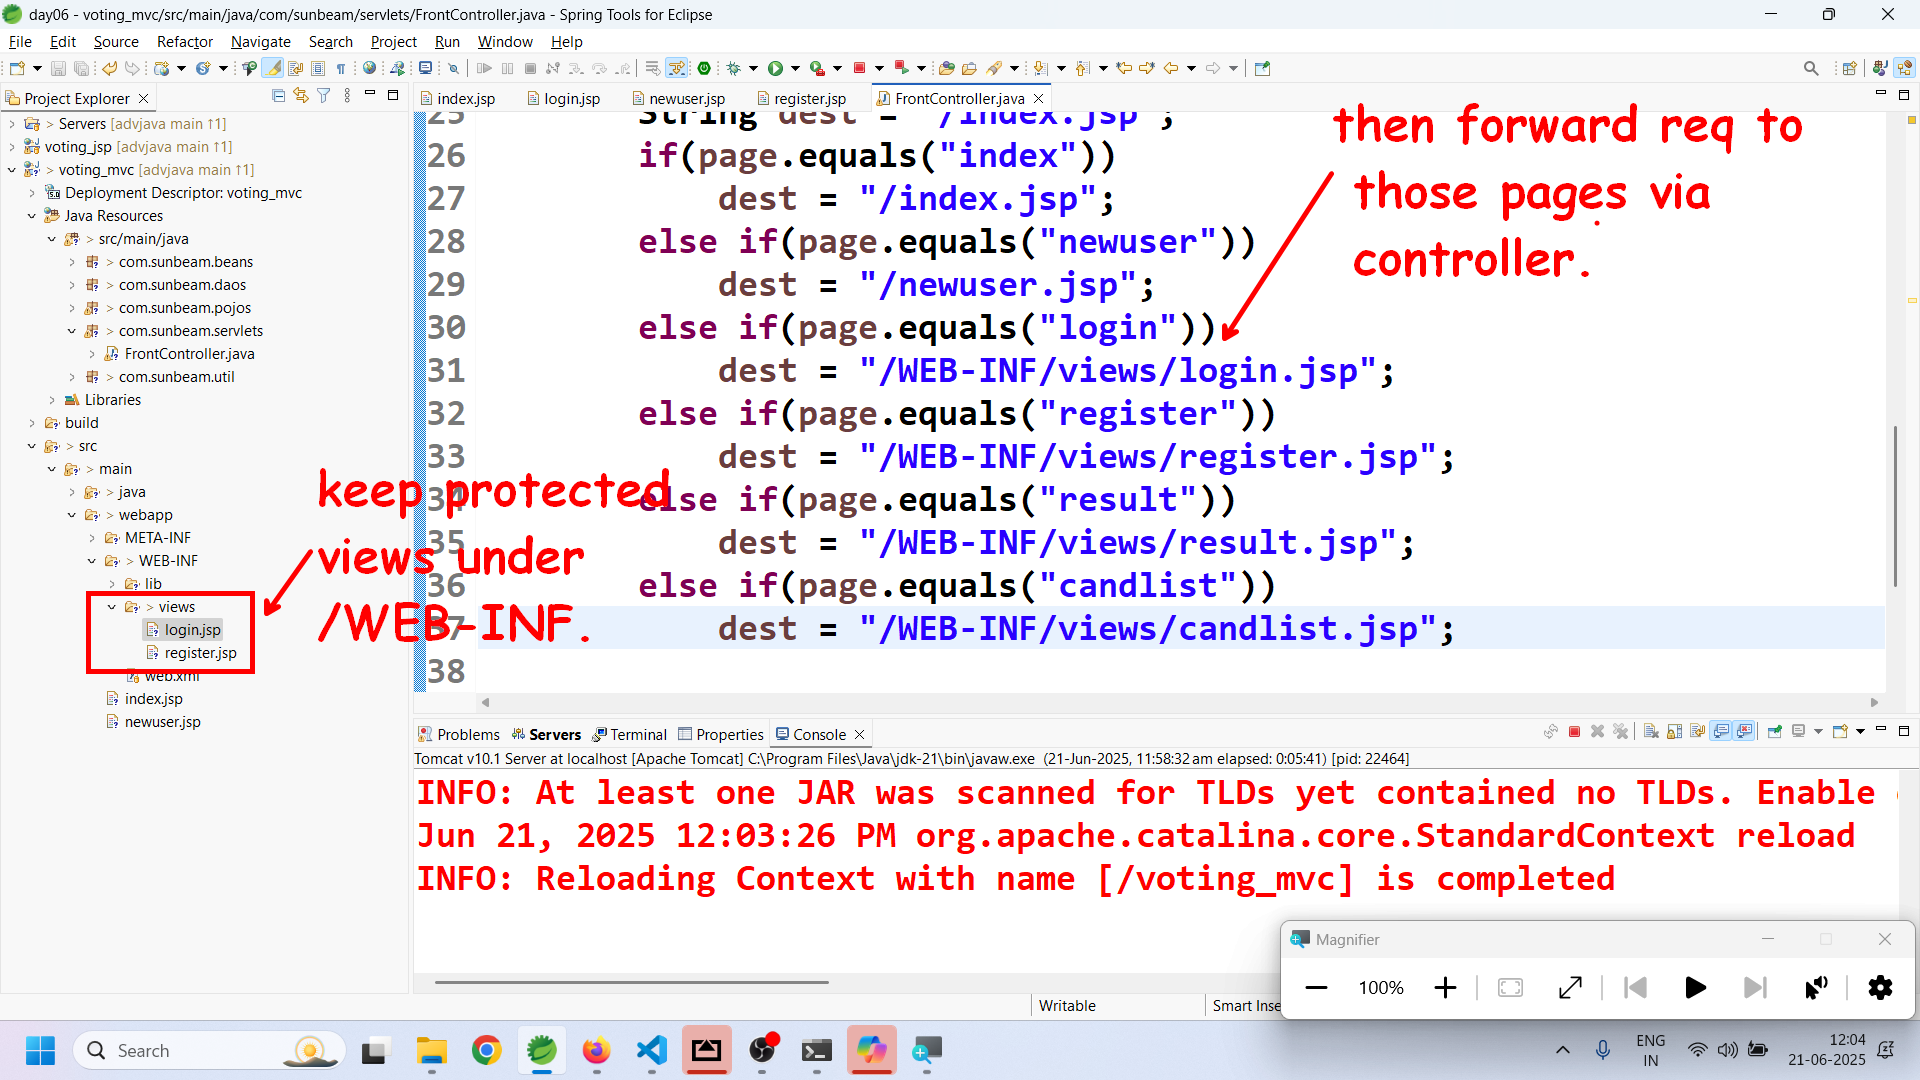 day06 - voting_mvc/src/main/java/com/sunbeam/servlets/FrontController.java - Spring Tools for Eclipse
File Edit Source Refactor Navigate Search Project Run Window Help
Project Explorer
> Servers [advjava main ↑1]
voting_jsp [advjava main ↑1]
> voting_mvc [advjava main ↑1]
Deployment Descriptor: voting_mvc
Java Resources
> src/main/java
> com.sunbeam.beans
> com.sunbeam.daos
> com.sunbeam.pojos
> com.sunbeam.servlets
> FrontController.java
> com.sunbeam.util
Libraries
build
> src
> main
> java
> webapp
META-INF
> WEB-INF
lib
> views
login.jsp
register.jsp
web.xml
index.jsp
newuser.jsp
keep protected
views under
/WEB-INF.
index.jsp login.jsp newuser.jsp register.jsp FrontController.java
25 String dest = "/index.jsp";
26 if(page.equals("index"))
27 dest = "/index.jsp";
28 else if(page.equals("newuser"))
29 dest = "/newuser.jsp";
30 else if(page.equals("login"))
31 dest = "/WEB-INF/views/login.jsp";
32 else if(page.equals("register"))
33 dest = "/WEB-INF/views/register.jsp";
34 else if(page.equals("result"))
35 dest = "/WEB-INF/views/result.jsp";
36 else if(page.equals("candlist"))
37 dest = "/WEB-INF/views/candlist.jsp";
38
then forward req to
those pages via
controller.
Problems Servers Terminal Properties Console
Tomcat v10.1 Server at localhost [Apache Tomcat] C:\Program Files\Java\jdk-21\bin\javaw.exe (21-Jun-2025, 11:58:32 am elapsed: 0:05:41) [pid: 22464]
INFO: At least one JAR was scanned for TLDs yet contained no TLDs. Enable
Jun 21, 2025 12:03:26 PM org.apache.catalina.core.StandardContext reload
INFO: Reloading Context with name [/voting_mvc] is completed
Writable
Smart Inse
Magnifier
100%
Search
ENG
IN
12:04
21-06-2025